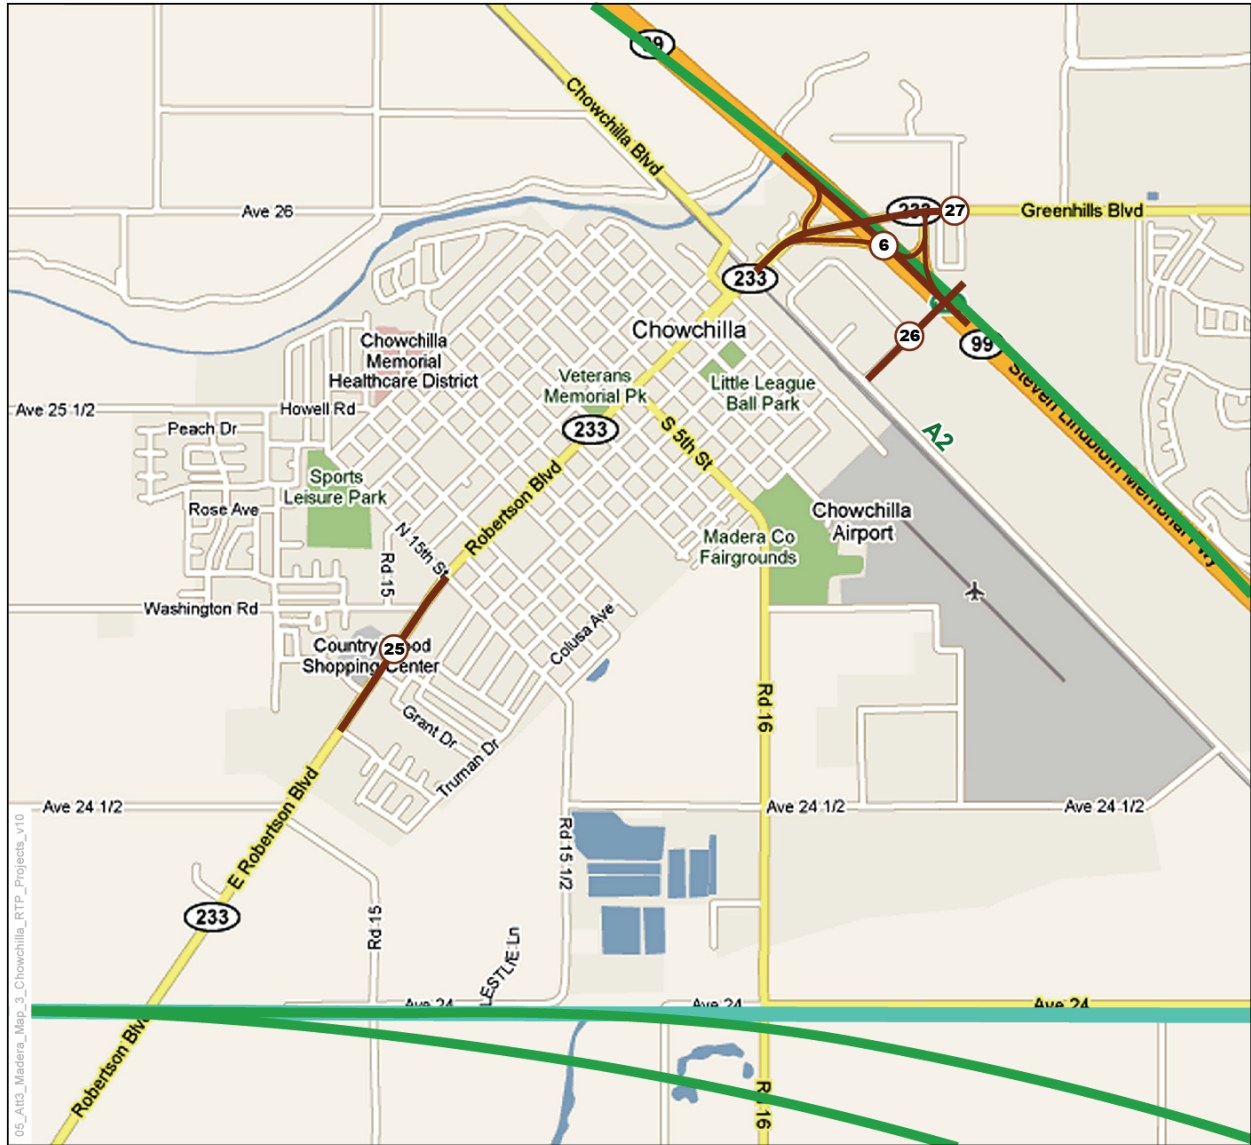 99
Chowchilla Blvd
Ave 26
233
27
Greenhills Blvd
6
233
Chowchilla
26
99
Chowchilla
Memorial
Healthcare District
Veterans
Memorial Pk
Little League
Ball Park
Steven Lindblom Memorial Fwy
Ave 25 1/2
Howell Rd
Peach Dr
233
S 5th St
A2
Sports
Leisure Park
Robertson Blvd
Rose Ave
Chowchilla
Airport
N 15th St
Madera Co
Fairgrounds
Rd 15
Washington Rd
Colusa Ave
25
Shopping Center
Grant Dr
Rd 16
Truman Dr
Ave 24 1/2
Ave 24 1/2
Ave 24 1/2
E Robertson Blvd
Rd 15 1/2
233
Rd 15
LESTLIE Ln
Ave 24
Ave 24
Ave 24
Robertson Blvd
Rd 16
05_Att3_Madera_Map_3_Chowchilla_RTP_Projects_v10